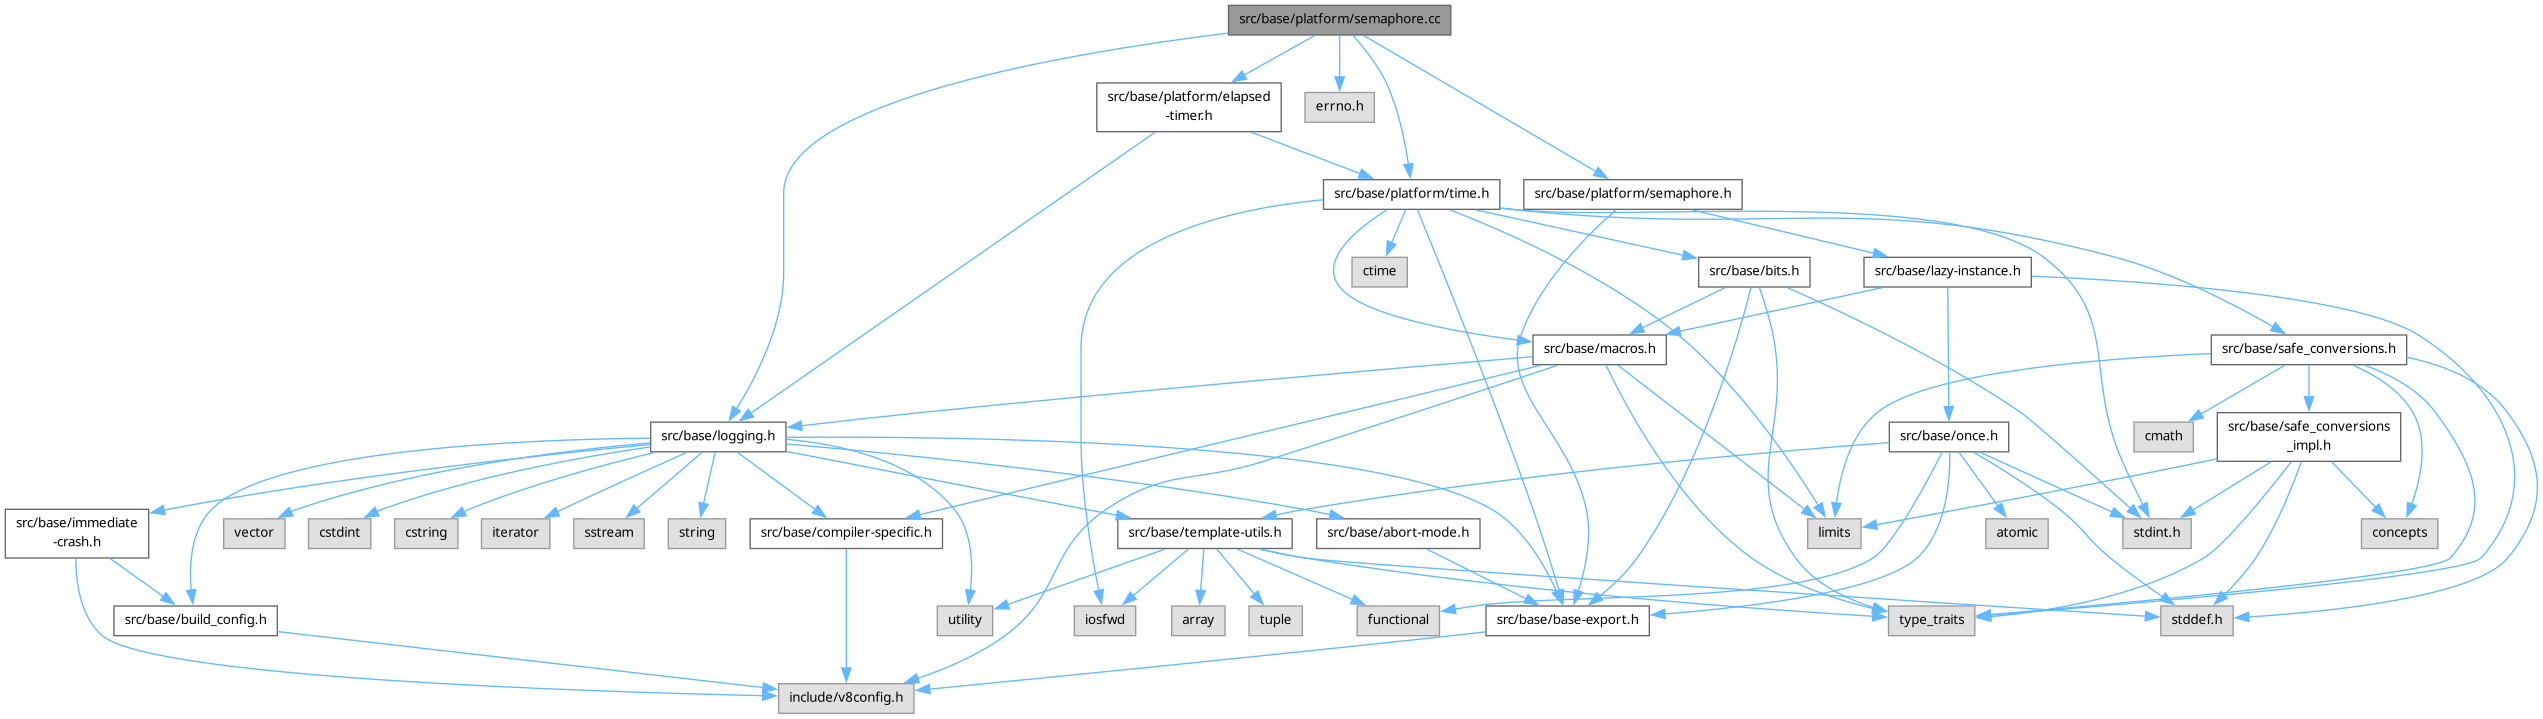 src/base/platform/semaphore.cc
src/base/platform/elapsed
-timer.h
errno.h
src/base/platform/time.h
src/base/platform/semaphore.h
ctime
src/base/bits.h
src/base/lazy-instance.h
src/base/macros.h
src/base/safe_conversions.h
src/base/logging.h
src/base/once.h
cmath
src/base/safe_conversions
_impl.h
src/base/immediate
-crash.h
vector
cstdint
cstring
iterator
sstream
string
src/base/compiler-specific.h
src/base/template-utils.h
src/base/abort-mode.h
limits
atomic
stdint.h
concepts
src/base/build_config.h
utility
iosfwd
array
tuple
functional
src/base/base-export.h
type_traits
stddef.h
include/v8config.h